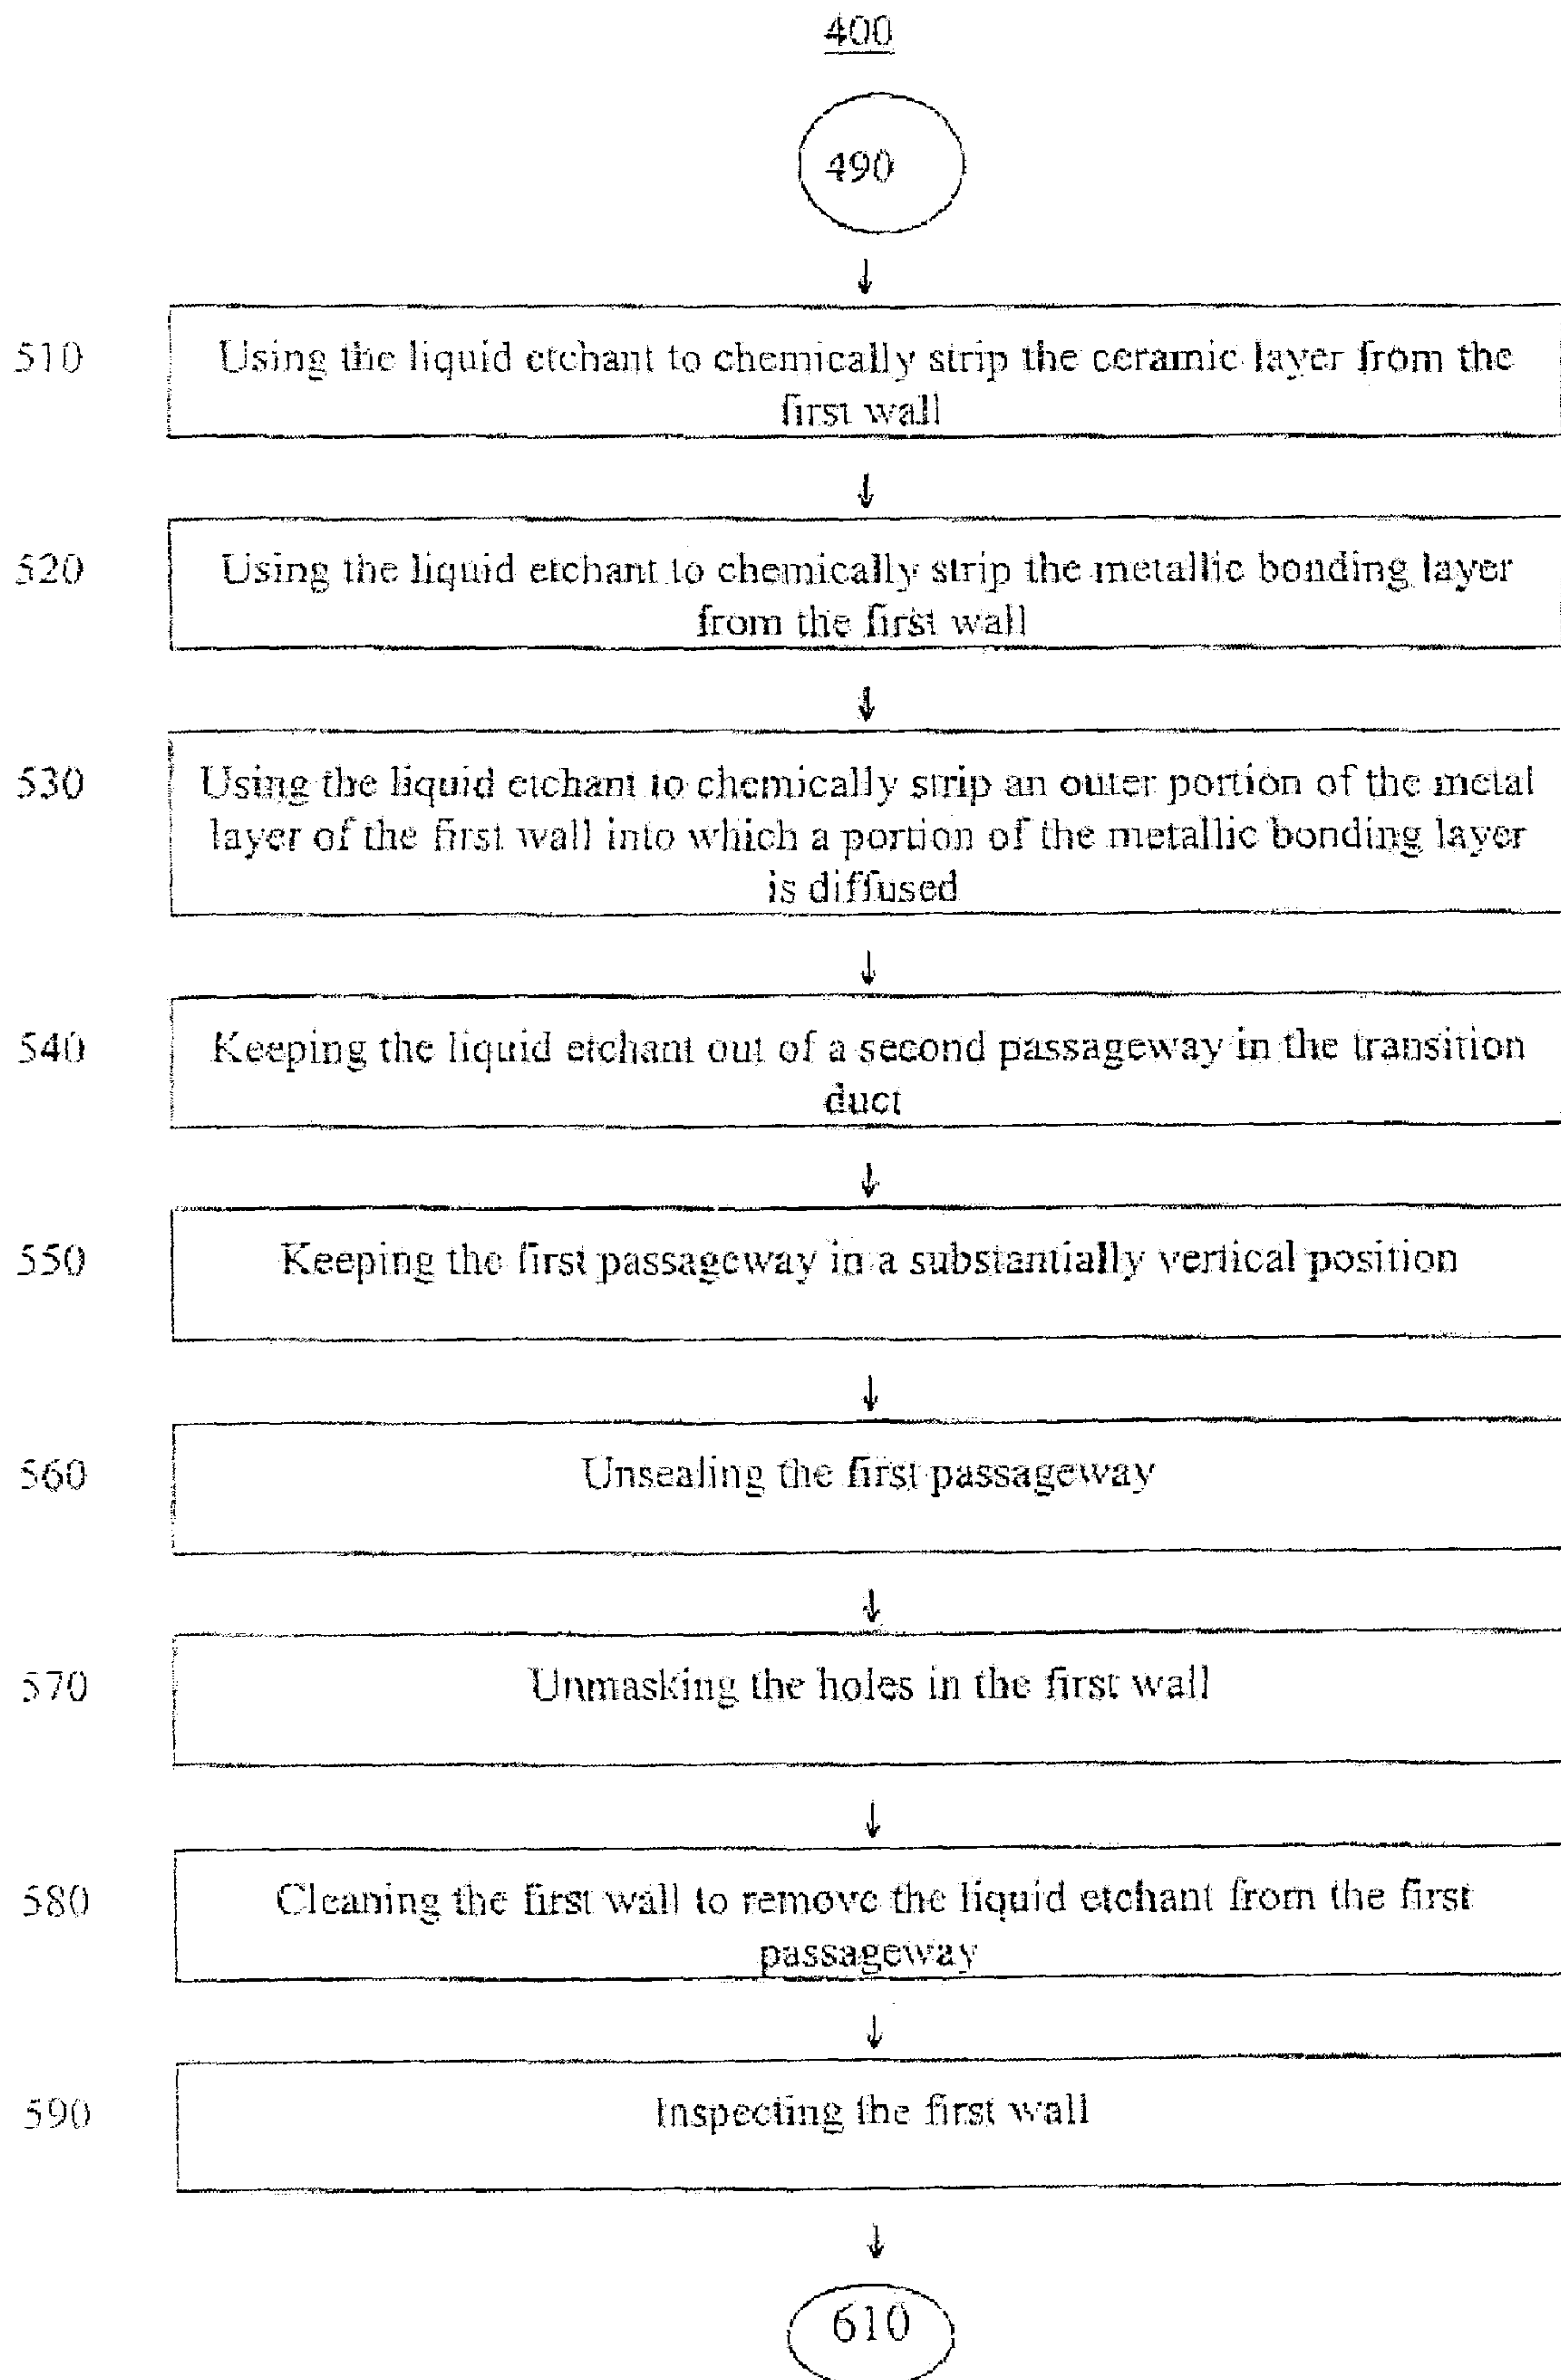 400
490
510
Using the liquid etchant to chemically strip the ceramic layer from the
first wall
520
Using the liquid etchant to chemically strip the metallic bonding layer
from the first wall
530
Using the liquid etchant to chemically strip an outer portion of the metal
layer of the first wall into which a portion of the metallic bonding layer
is diffused
540
Keeping the liquid etchant out of a second passageway in the transition
duct
550
Keeping the first passageway in a substantially vertical position
560
Unsealing the first passageway
570
Unmasking the holes in the first wall
580
Cleaning the first wall to remove the liquid etchant from the first
passageway
590
Inspecting the first wall
610